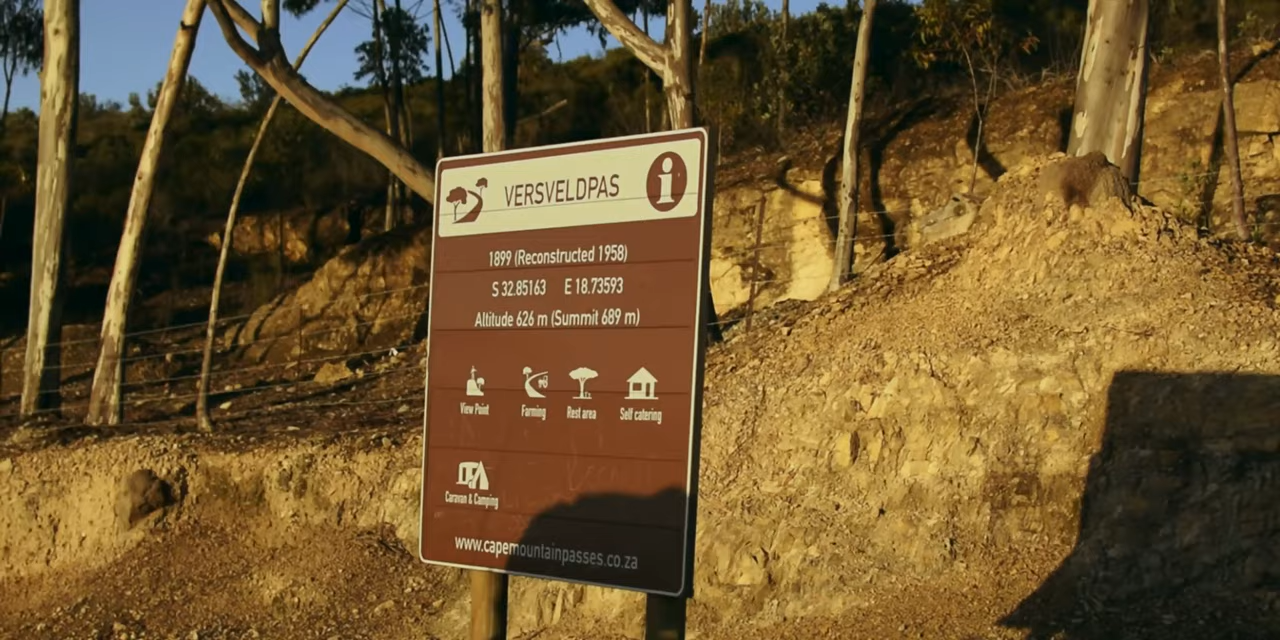 VERSVELDPAS
1899 (Reconstructed 1958)
S 32.85163 E 18.73593
Altitude 626 m (Summit 689 m)
View Point Farming Rest area Self catering
Caravan & Camping
www.capemountainpasses.co.za